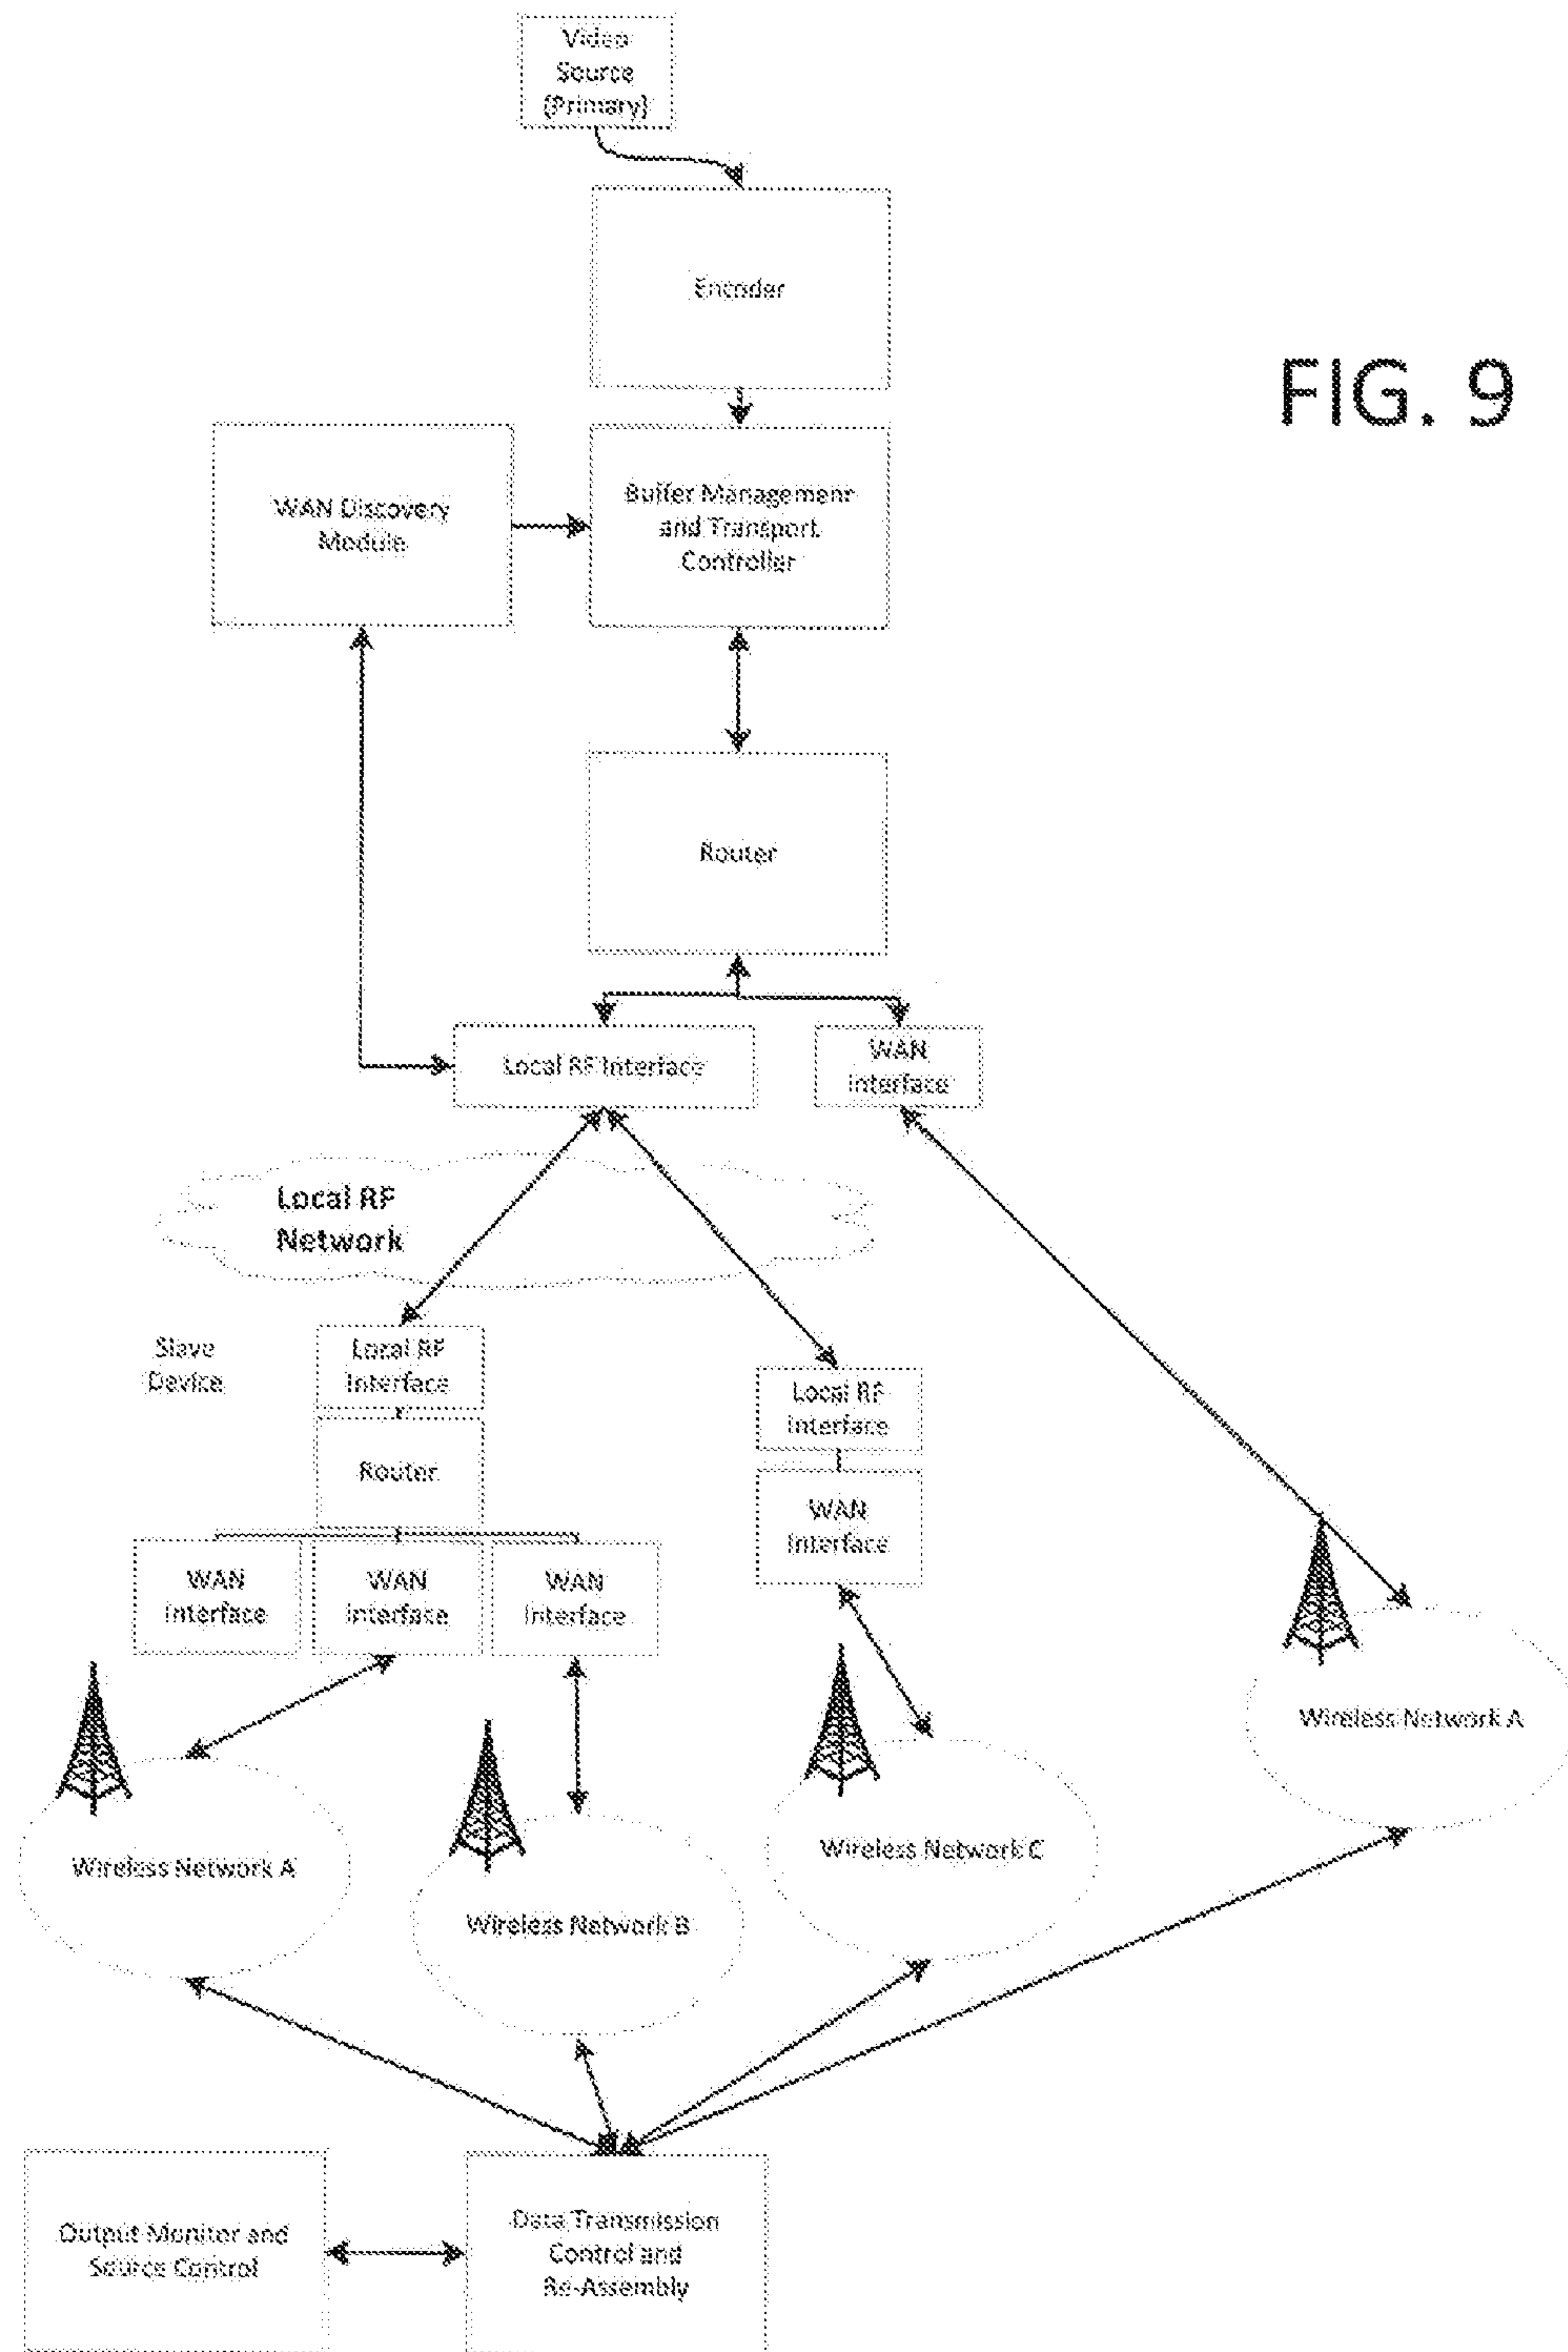 Video
Source
(Primary)
Encoder
FIG. 9
WAN Discovery
Module
Buffer Management
and Transport
Controller
Router
Local RF Interface
WAN
Interface
Local RF
Network
Slave
Device
Local RF
Interface
Router
Local RF
Interface
WAN
Interface
WAN
Interface
WAN
Interface
WAN
Interface
Wireless Network A
Wireless Network C
Wireless Network A
Wireless Network B
Output Monitor and
Source Control
Data Transmission
Control and
Re-Assembly